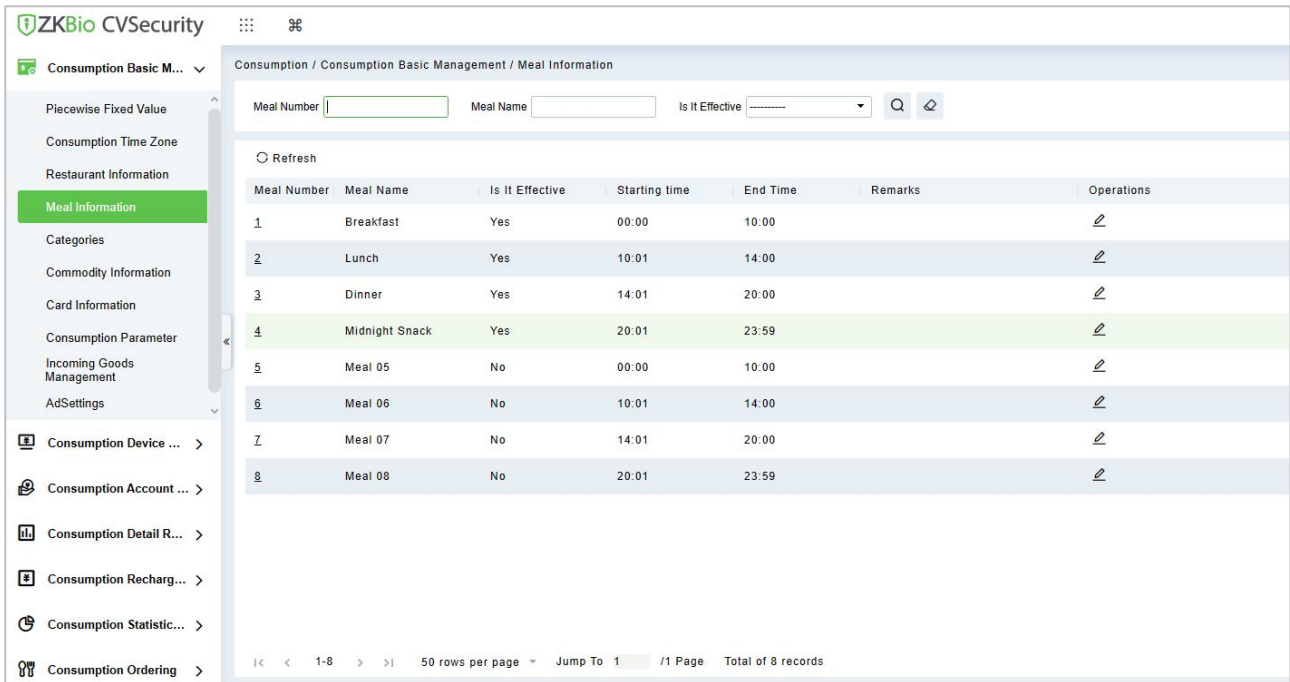 ZKBio CVSecurity
Consumption Basic M...
Piecewise Fixed Value
Consumption Time Zone
Restaurant Information
Meal Information
Categories
Commodity Information
Card Information
Consumption Parameter
Incoming Goods
Management
AdSettings
Consumption Device ...
Consumption Account ...
Consumption Detail R...
Consumption Recharg...
Consumption Statistic...
Consumption Ordering
Consumption / Consumption Basic Management / Meal Information
Meal Number Meal Name Is It Effective ----------
Refresh
Meal Number Meal Name Is It Effective Starting time End Time Remarks Operations
1 Breakfast Yes 00:00 10:00
2 Lunch Yes 10:01 14:00
3 Dinner Yes 14:01 20:00
4 Midnight Snack Yes 20:01 23:59
5 Meal 05 No 00:00 10:00
6 Meal 06 No 10:01 14:00
7 Meal 07 No 14:01 20:00
8 Meal 08 No 20:01 23:59
|< < 1-8 > >| 50 rows per page Jump To 1 /1 Page Total of 8 records